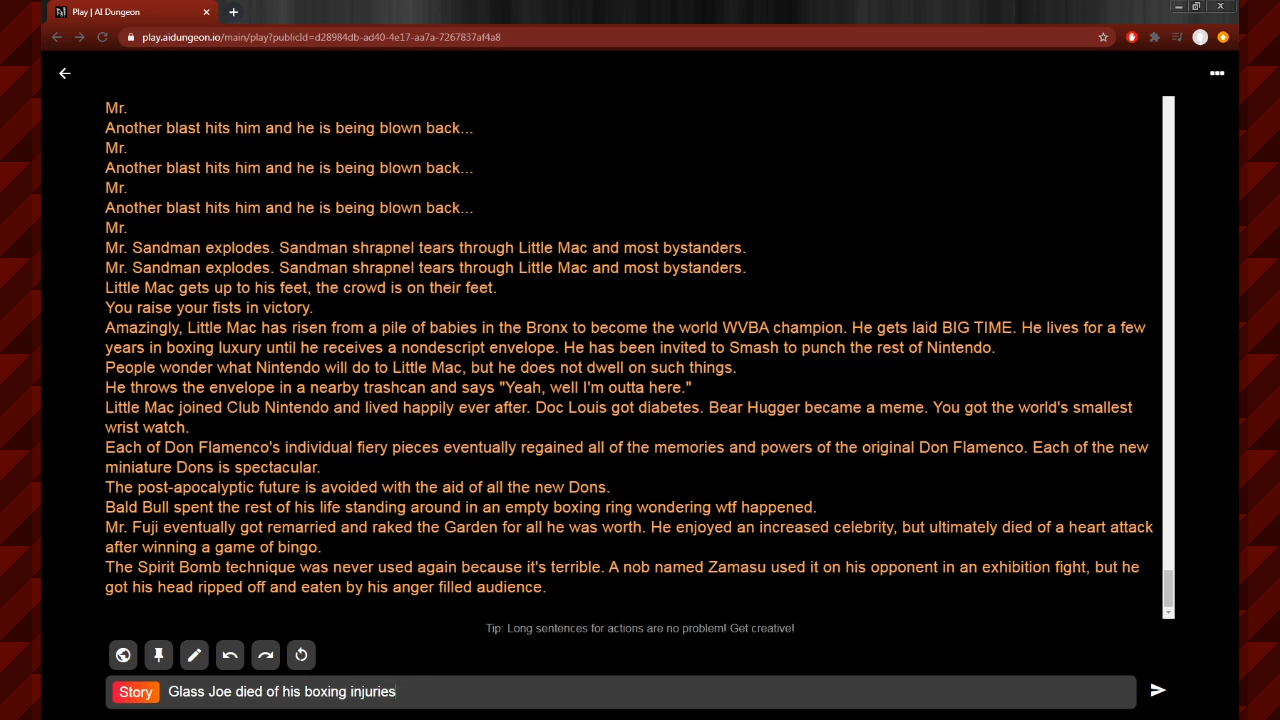 Play | AI Dungeon
play.aidungeon.io/main/play?publicId=d28984db-ad40-4e17-aa7a-7267837af4a8
Mr.
Another blast hits him and he is being blown back...
Mr.
Another blast hits him and he is being blown back...
Mr.
Another blast hits him and he is being blown back...
Mr.
Mr. Sandman explodes. Sandman shrapnel tears through Little Mac and most bystanders.
Mr. Sandman explodes. Sandman shrapnel tears through Little Mac and most bystanders.
Little Mac gets up to his feet, the crowd is on their feet.
You raise your fists in victory.
Amazingly, Little Mac has risen from a pile of babies in the Bronx to become the world WVBA champion. He gets laid BIG TIME. He lives for a few
years in boxing luxury until he receives a nondescript envelope. He has been invited to Smash to punch the rest of Nintendo.
People wonder what Nintendo will do to Little Mac, but he does not dwell on such things.
He throws the envelope in a nearby trashcan and says "Yeah, well I'm outta here."
Little Mac joined Club Nintendo and lived happily ever after. Doc Louis got diabetes. Bear Hugger became a meme. You got the world's smallest
wrist watch.
Each of Don Flamenco's individual fiery pieces eventually regained all of the memories and powers of the original Don Flamenco. Each of the new
miniature Dons is spectacular.
The post-apocalyptic future is avoided with the aid of all the new Dons.
Bald Bull spent the rest of his life standing around in an empty boxing ring wondering wtf happened.
Mr. Fuji eventually got remarried and raked the Garden for all he was worth. He enjoyed an increased celebrity, but ultimately died of a heart attack
after winning a game of bingo.
The Spirit Bomb technique was never used again because it's terrible. A nob named Zamasu used it on his opponent in an exhibition fight, but he
got his head ripped off and eaten by his anger filled audience.
Tip: Long sentences for actions are no problem! Get creative!
Story Glass Joe died of his boxing injuries